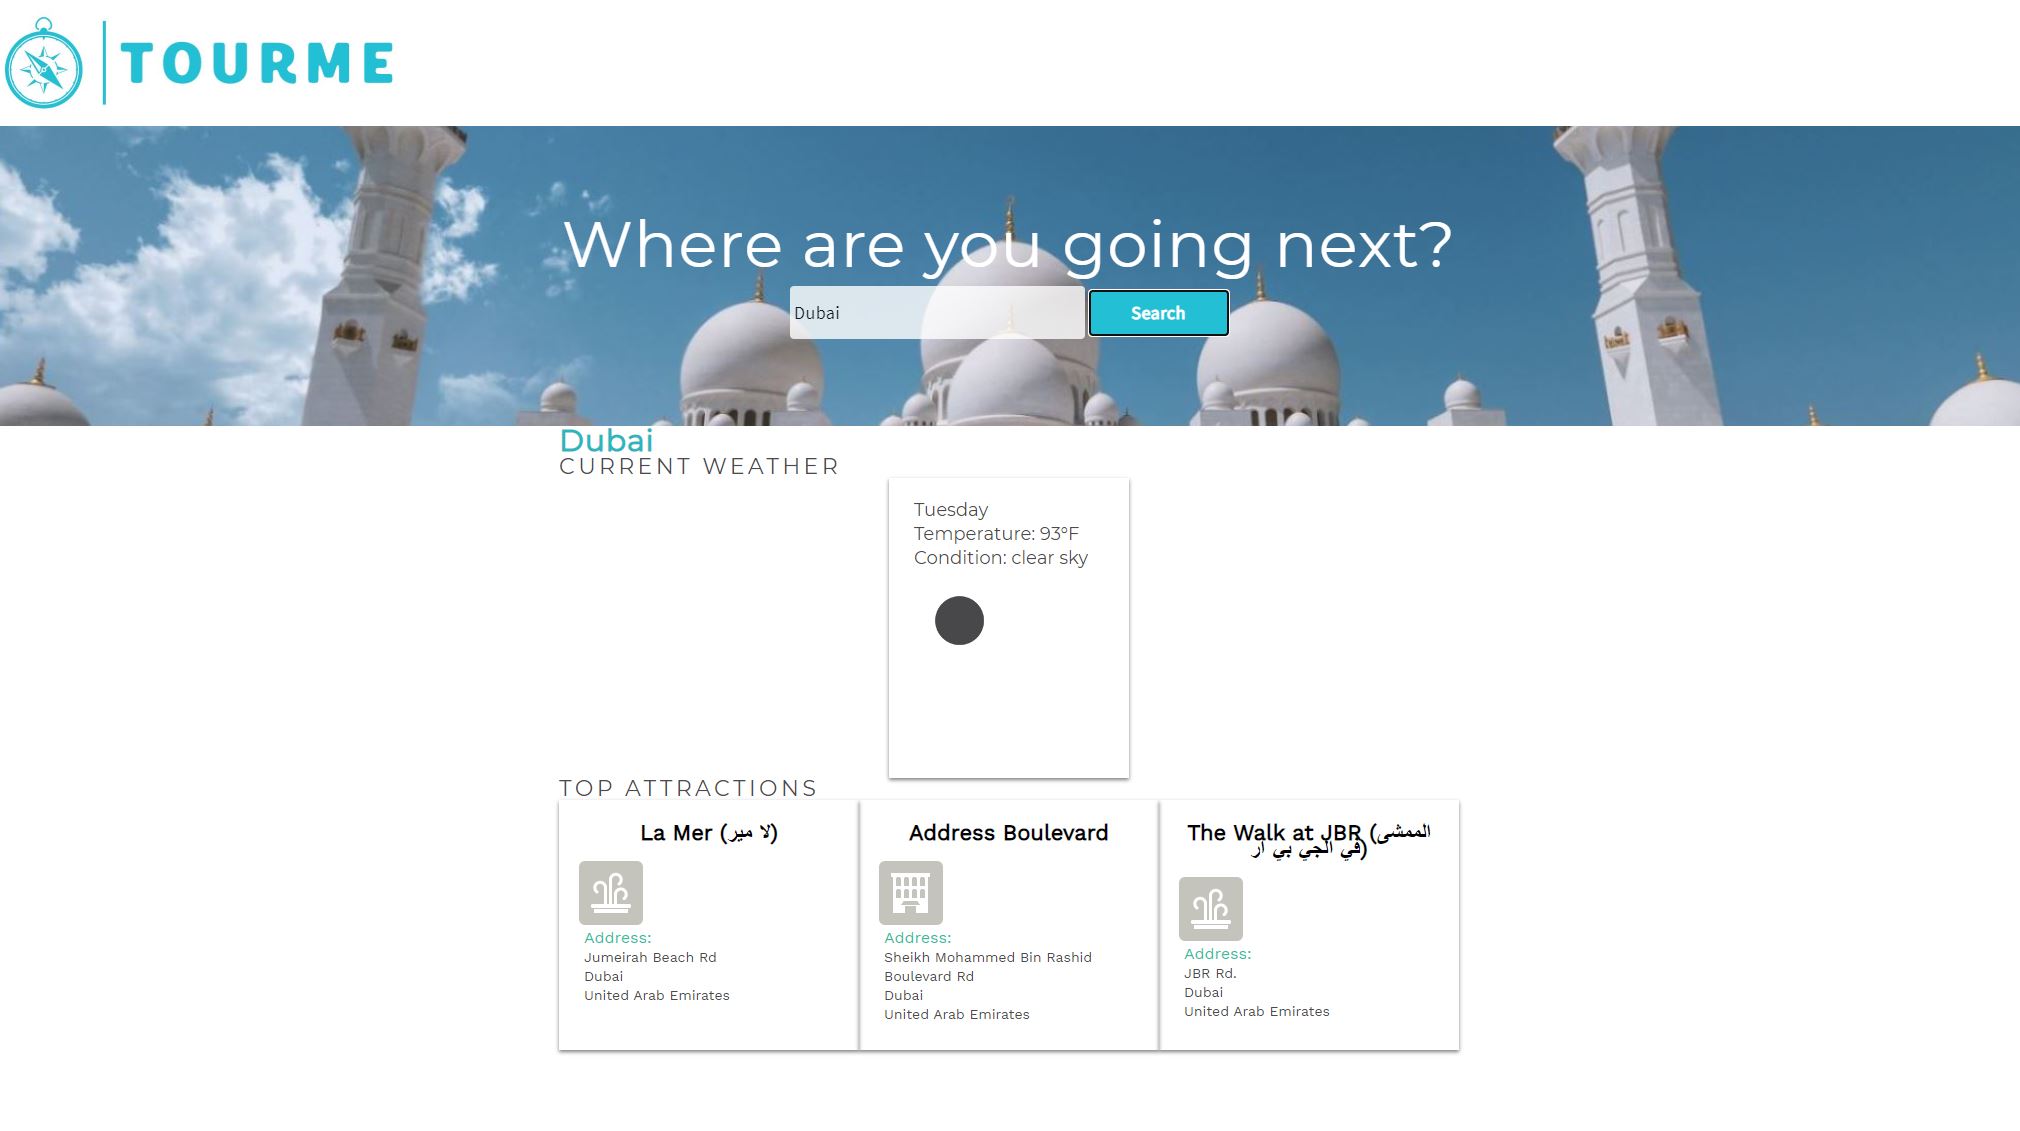 TOURME
Where are you going next?
Dubai
Search
Dubai
CURRENT WEATHER
Tuesday
Temperature: 93°F
Condition: clear sky
TOP ATTRACTIONS
La Mer (لا مير)
Address:
Jumeirah Beach Rd
Dubai
United Arab Emirates
Address Boulevard
Address:
Sheikh Mohammed Bin Rashid
Boulevard Rd
Dubai
United Arab Emirates
The Walk at JBR (الممشى
في الجي بي ار)
Address:
JBR Rd.
Dubai
United Arab Emirates